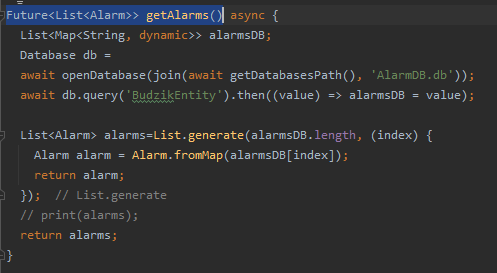 Future<List<Alarm>> getAlarms() async {
  List<Map<String, dynamic>> alarmsDB;
  Database db =
  await openDatabase(join(await getDatabasesPath(), 'AlarmDB.db'));
  await db.query('BudzikEntity').then((value) => alarmsDB = value);

  List<Alarm> alarms=List.generate(alarmsDB.length, (index) {
    Alarm alarm = Alarm.fromMap(alarmsDB[index]);
    return alarm;
  });  // List.generate
  // print(alarms);
  return alarms;
}